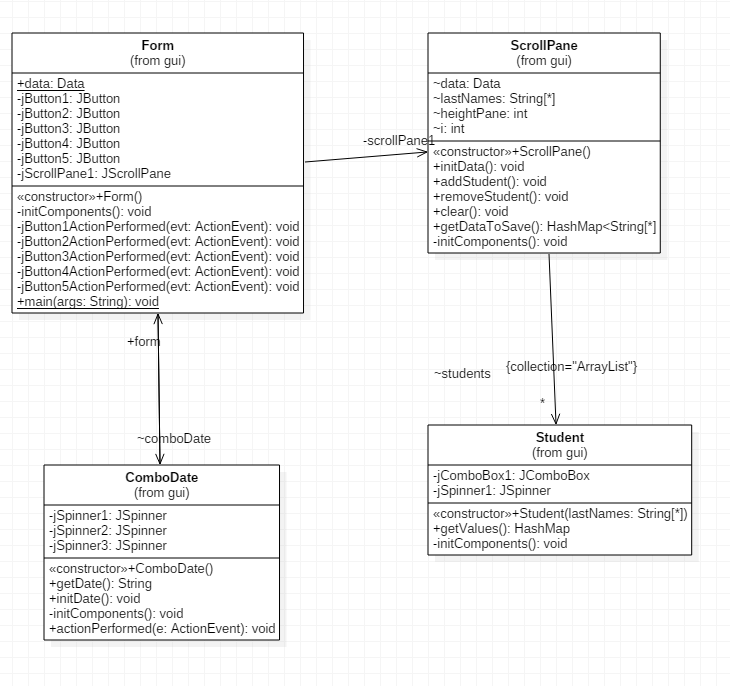 Form
(from gui)
+data: Data
-jButton1: JButton
-jButton2: JButton
-jButton3: JButton
-jButton4: JButton
-jButton5: JButton
-jScrollPane1: JScrollPane
«constructor»+Form()
-initComponents(): void
-jButton1ActionPerformed(evt: ActionEvent): void
-jButton2ActionPerformed(evt: ActionEvent): void
-jButton3ActionPerformed(evt: ActionEvent): void
-jButton4ActionPerformed(evt: ActionEvent): void
-jButton5ActionPerformed(evt: ActionEvent): void
+main(args: String): void
-scrollPane1
ScrollPane
(from gui)
~data: Data
~lastNames: String[*]
~heightPane: int
~i: int
«constructor»+ScrollPane()
+initData(): void
+addStudent(): void
+removeStudent(): void
+clear(): void
+getDataToSave(): HashMap<String[*]
-initComponents(): void
+form
~comboDate
~students
{collection="ArrayList"}
*
ComboDate
(from gui)
-jSpinner1: JSpinner
-jSpinner2: JSpinner
-jSpinner3: JSpinner
«constructor»+ComboDate()
+getDate(): String
+initDate(): void
-initComponents(): void
+actionPerformed(e: ActionEvent): void
Student
(from gui)
-jComboBox1: JComboBox
-jSpinner1: JSpinner
«constructor»+Student(lastNames: String[*])
+getValues(): HashMap
-initComponents(): void